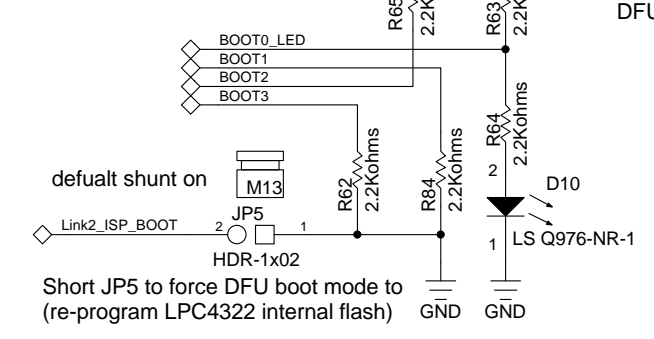 R65
2.2K
R63
2.2K
DFU
BOOT0_LED
BOOT1
BOOT2
BOOT3
R62
2.2Kohms
R84
2.2Kohms
R64
2.2Kohms
defualt shunt on
M13
JP5
Link2_ISP_BOOT
2
1
HDR-1x02
2
D10
1
LS Q976-NR-1
Short JP5 to force DFU boot mode to
(re-program LPC4322 internal flash)
GND
GND